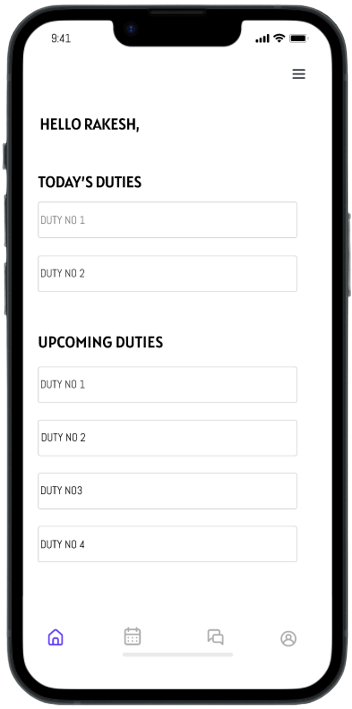 9:41
HELLO RAKESH,
TODAY'S DUTIES
DUTY NO 1
DUTY NO 2
UPCOMING DUTIES
DUTY NO 1
DUTY NO 2
DUTY NO3
DUTY NO 4